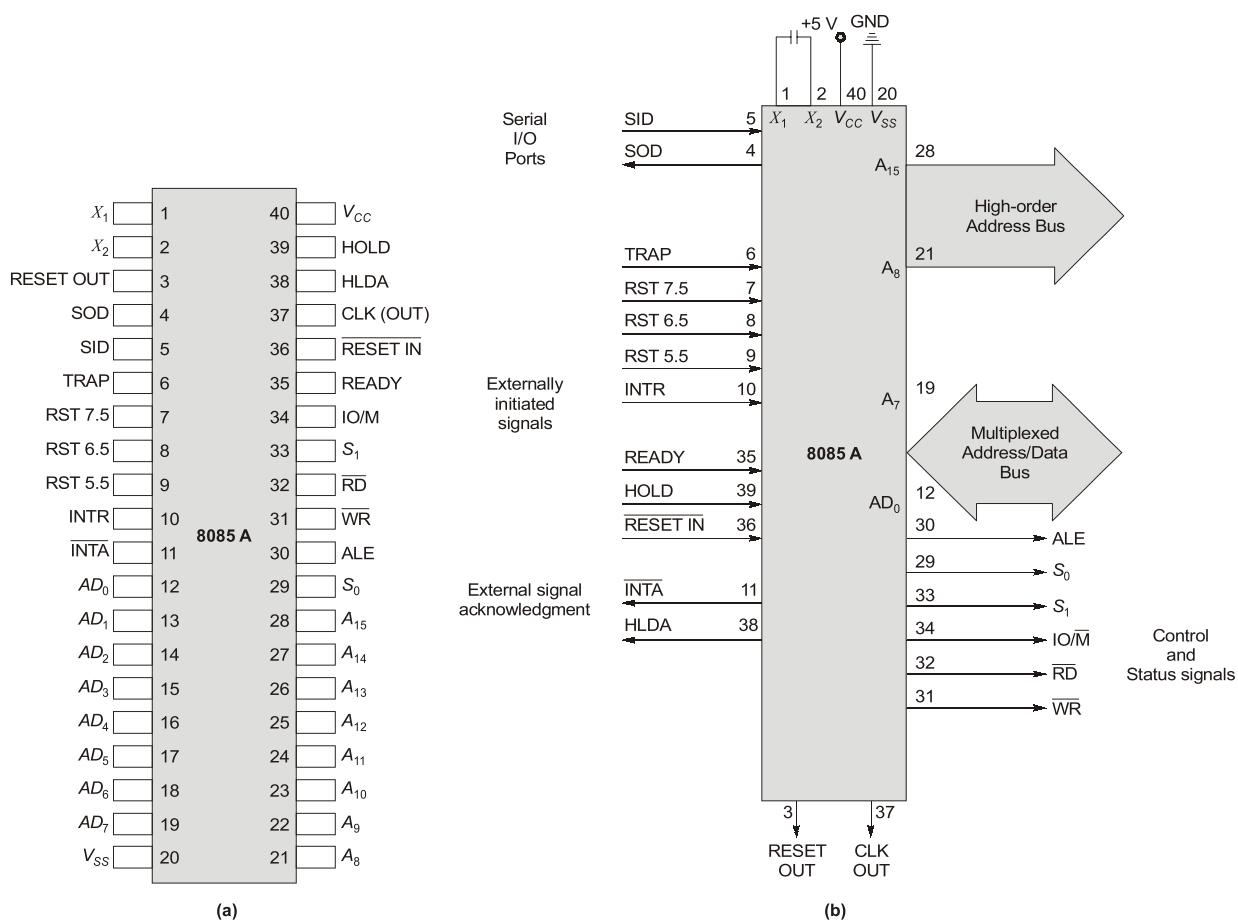 X1 1 40 VCC
X2 2 39 HOLD
RESET OUT 3 38 HLDA
SOD 4 37 CLK (OUT)
SID 5 36 RESET IN
TRAP 6 35 READY
RST 7.5 7 34 IO/M
RST 6.5 8 33 S1
RST 5.5 9 32 RD
INTR 10 31 WR
8085 A
INTA 11 30 ALE
AD0 12 29 S0
AD1 13 28 A15
AD2 14 27 A14
AD3 15 26 A13
AD4 16 25 A12
AD5 17 24 A11
AD6 18 23 A10
AD7 19 22 A9
VSS 20 21 A8
(a)
+5 V GND
1 2 40 20
X1 X2 VCC VSS
Serial
I/O
Ports
SID 5
SOD 4
TRAP 6
RST 7.5 7
RST 6.5 8
RST 5.5 9
INTR 10
Externally
initiated
signals
READY 35
HOLD 39
RESET IN 36
External signal
acknowledgment
INTA 11
HLDA 38
8085 A
A15 28
High-order
Address Bus
A8 21
A7 19
Multiplexed
Address/Data
Bus
AD0 12
30 ALE
29 S0
33 S1
34 IO/M̅
32 RD
31 WR
Control
and
Status signals
3 37
RESET
OUT
CLK
OUT
(b)